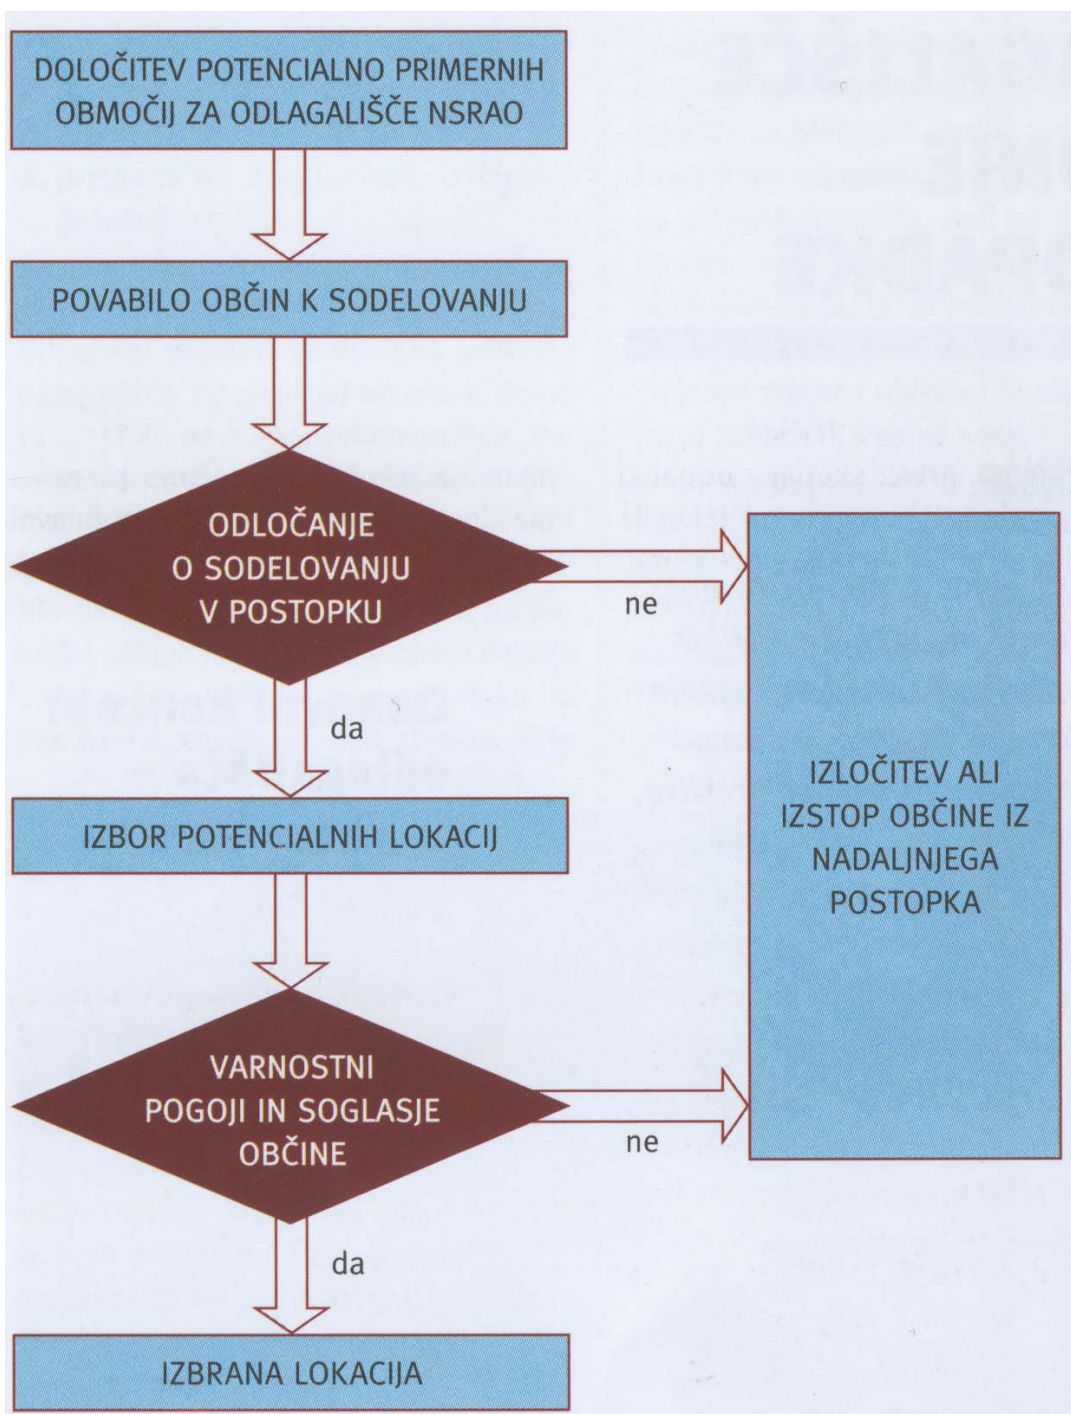 DOLOČITEV POTENCIALNO PRIMERNIH
OBMOČIJ ZA ODLAGALIŠČE NSRAO
POVABILO OBČIN K SODELOVANJU
ODLOČANJE
O SODELOVANJU
V POSTOPKU
ne
da
IZLOČITEV ALI
IZSTOP OBČINE IZ
NADALJNJEGA
POSTOPKA
IZBOR POTENCIALNIH LOKACIJ
VARNOSTNI
POGOJI IN SOGLASJE
OBČINE
ne
da
IZBRANA LOKACIJA